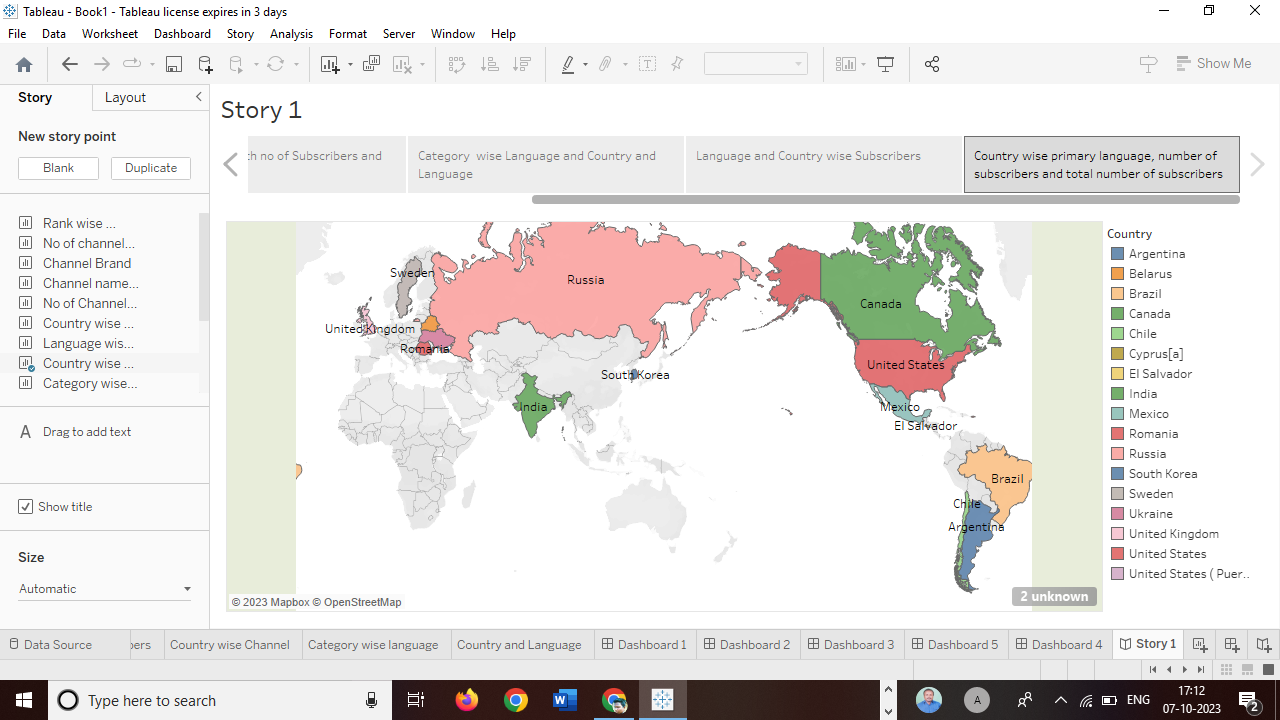 Tableau - Book1 - Tableau license expires in 3 days
File Data Worksheet Dashboard Story Analysis Format Server Window Help
Show Me
Story Layout
Story 1
New story point
Blank Duplicate
no of Subscribers and
Category wise Language and Country and
Language
Language and Country wise Subscribers
Country wise primary language, number of
subscribers and total number of subscribers
Rank wise ...
No of channel...
Channel Brand
Channel name...
No of Channel...
Country wise ...
Language wis...
Country wise ...
Category wise...
A Drag to add text
Show title
Size
Automatic
Sweden
Russia
United Kingdom
Romania
South Korea
India
Canada
United States
Mexico
El Salvador
Brazil
Chile
Argentina
© 2023 Mapbox © OpenStreetMap
2 unknown
Country
Argentina
Belarus
Brazil
Canada
Chile
Cyprus[a]
El Salvador
India
Mexico
Romania
Russia
South Korea
Sweden
Ukraine
United Kingdom
United States
United States ( Puer..
Data Source bers Country wise Channel Category wise language Country and Language Dashboard 1 Dashboard 2 Dashboard 3 Dashboard 5 Dashboard 4 Story 1
Type here to search
A
ENG
17:12
07-10-2023
2